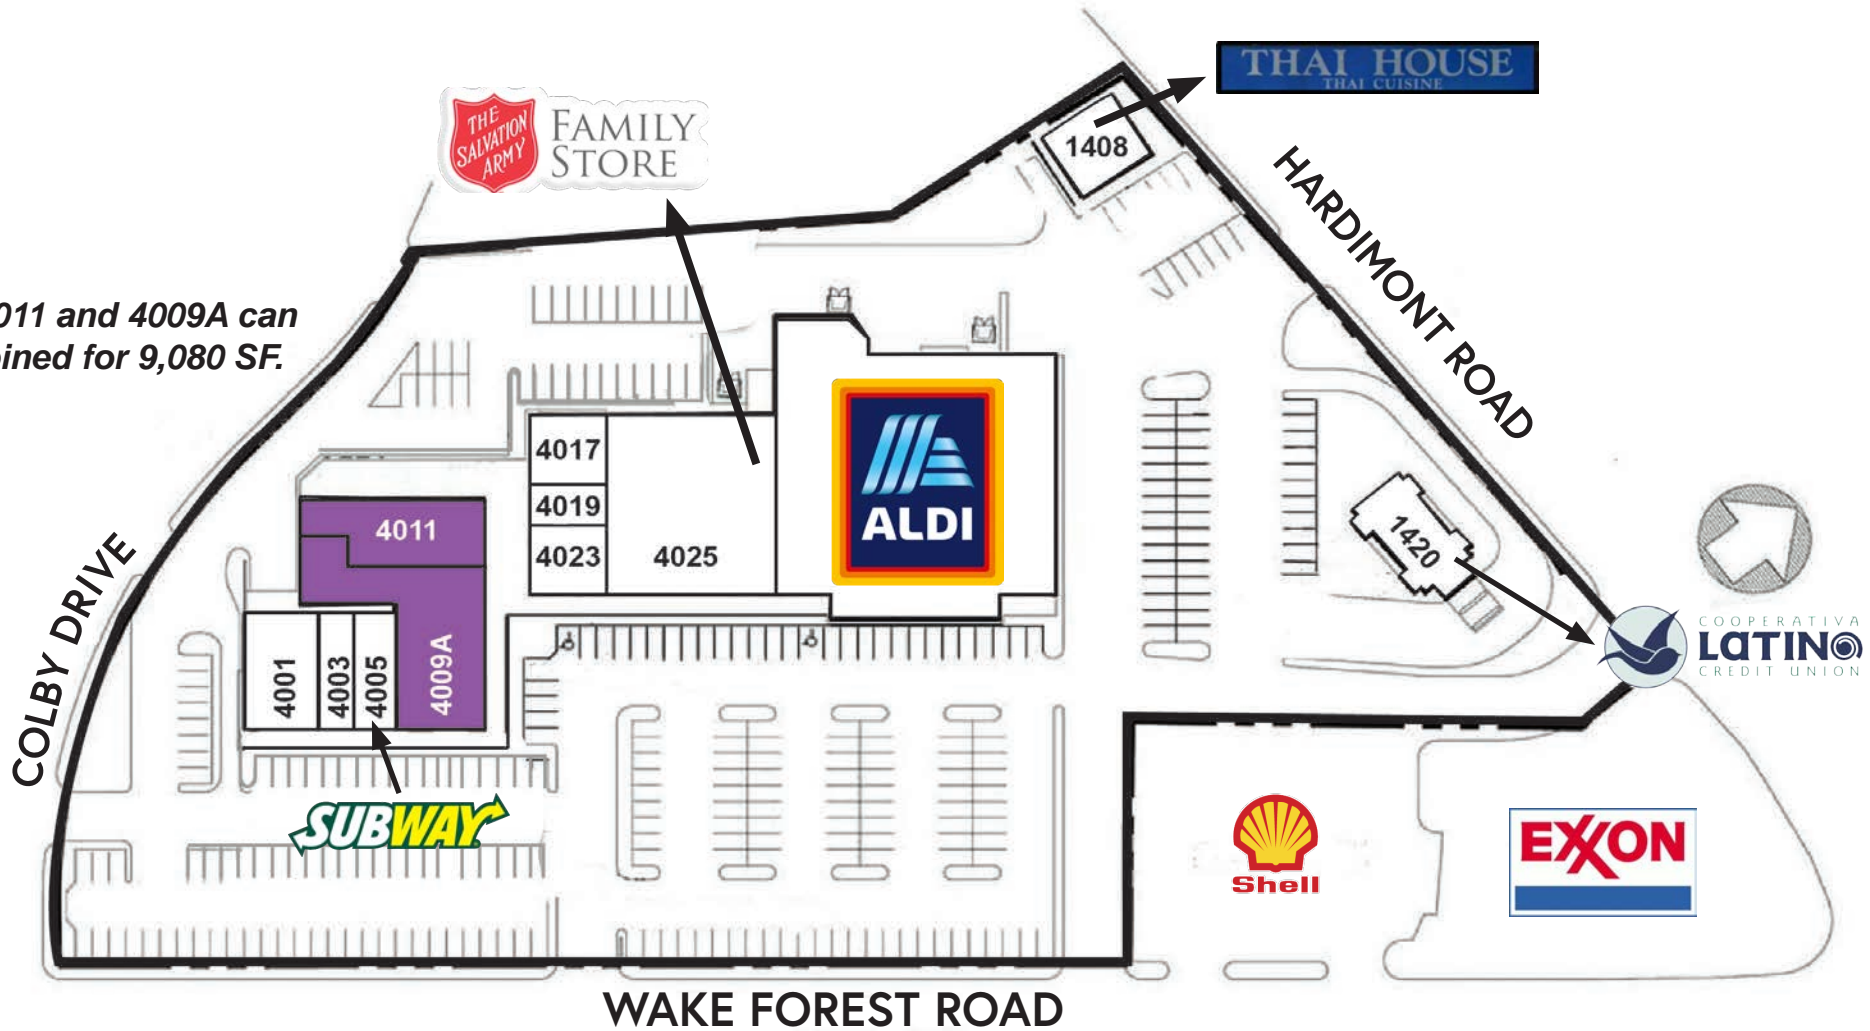 THAI HOUSE
THAI CUISINE
THE
SALVATION
ARMY
FAMILY
STORE
1408
HARDIMONT ROAD
011 and 4009A can
ined for 9,080 SF.
4017
4019
4023
4025
ALDI
4011
4009A
4001
4003
4005
1420
COLBY DRIVE
COOPERATIVA
LATINO
CREDIT UNION
SUBWAY
Shell
EXXON
WAKE FOREST ROAD